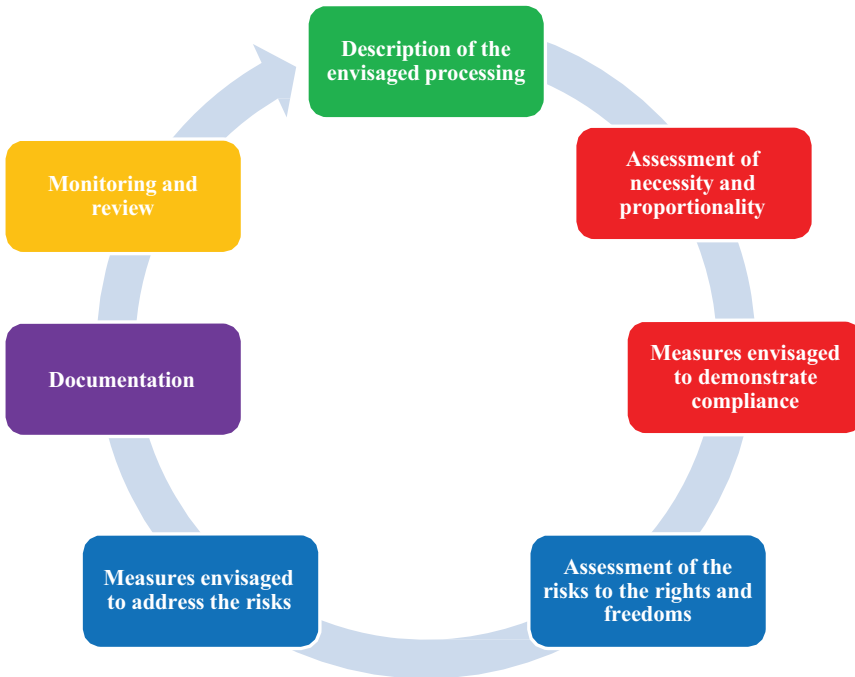 Description of the
envisaged processing
Assessment of
necessity and
proportionality
Measures envisaged
to demonstrate
compliance
Assessment of the
risks to the rights and
freedoms
Measures envisaged
to address the risks
Documentation
Monitoring and
review